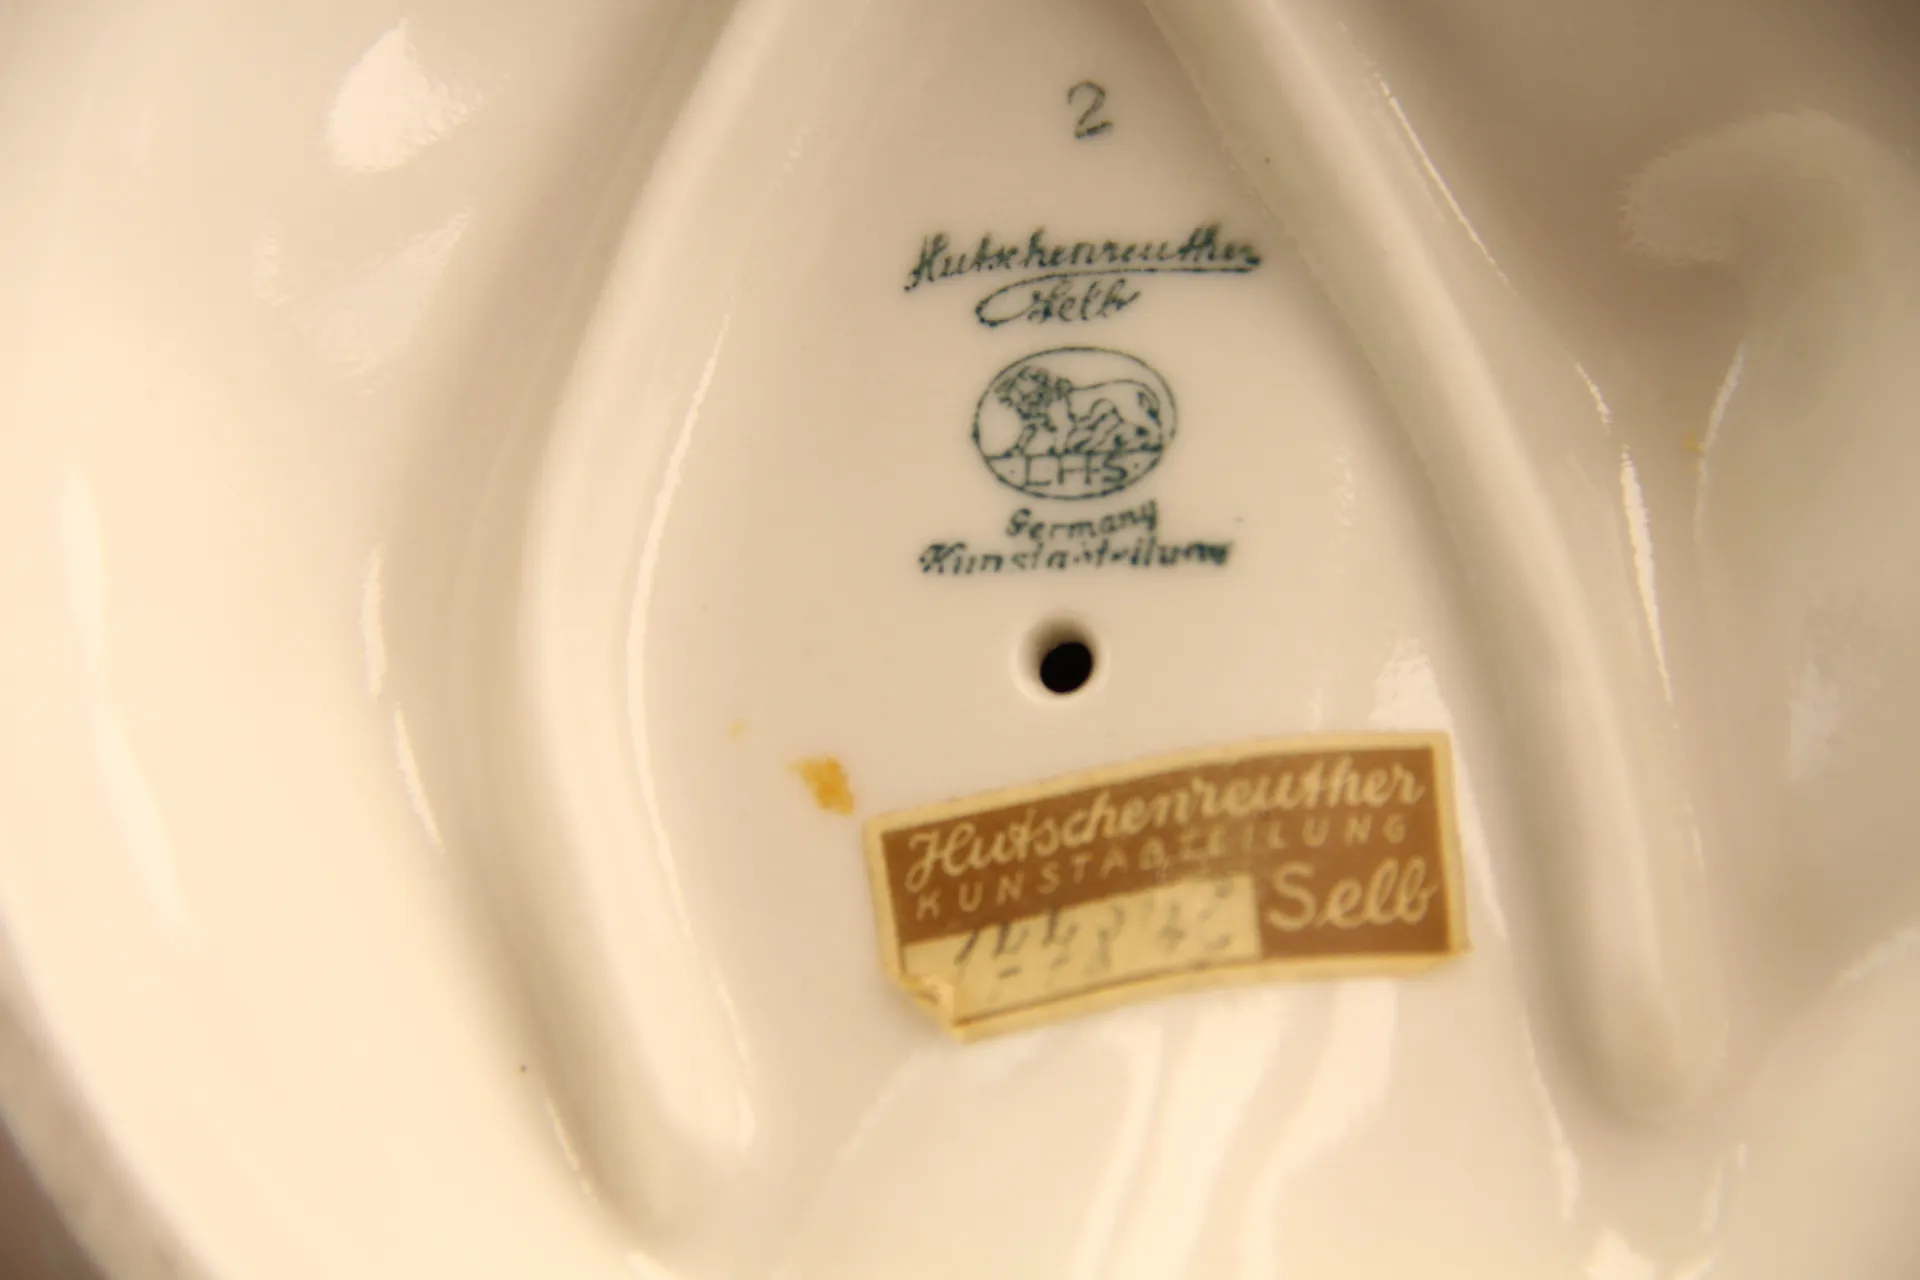 2
Hutschenreuther
Selb
LHS
Germany
Kunstabteilung
Hutschenreuther
KUNSTABTEILUNG
Selb